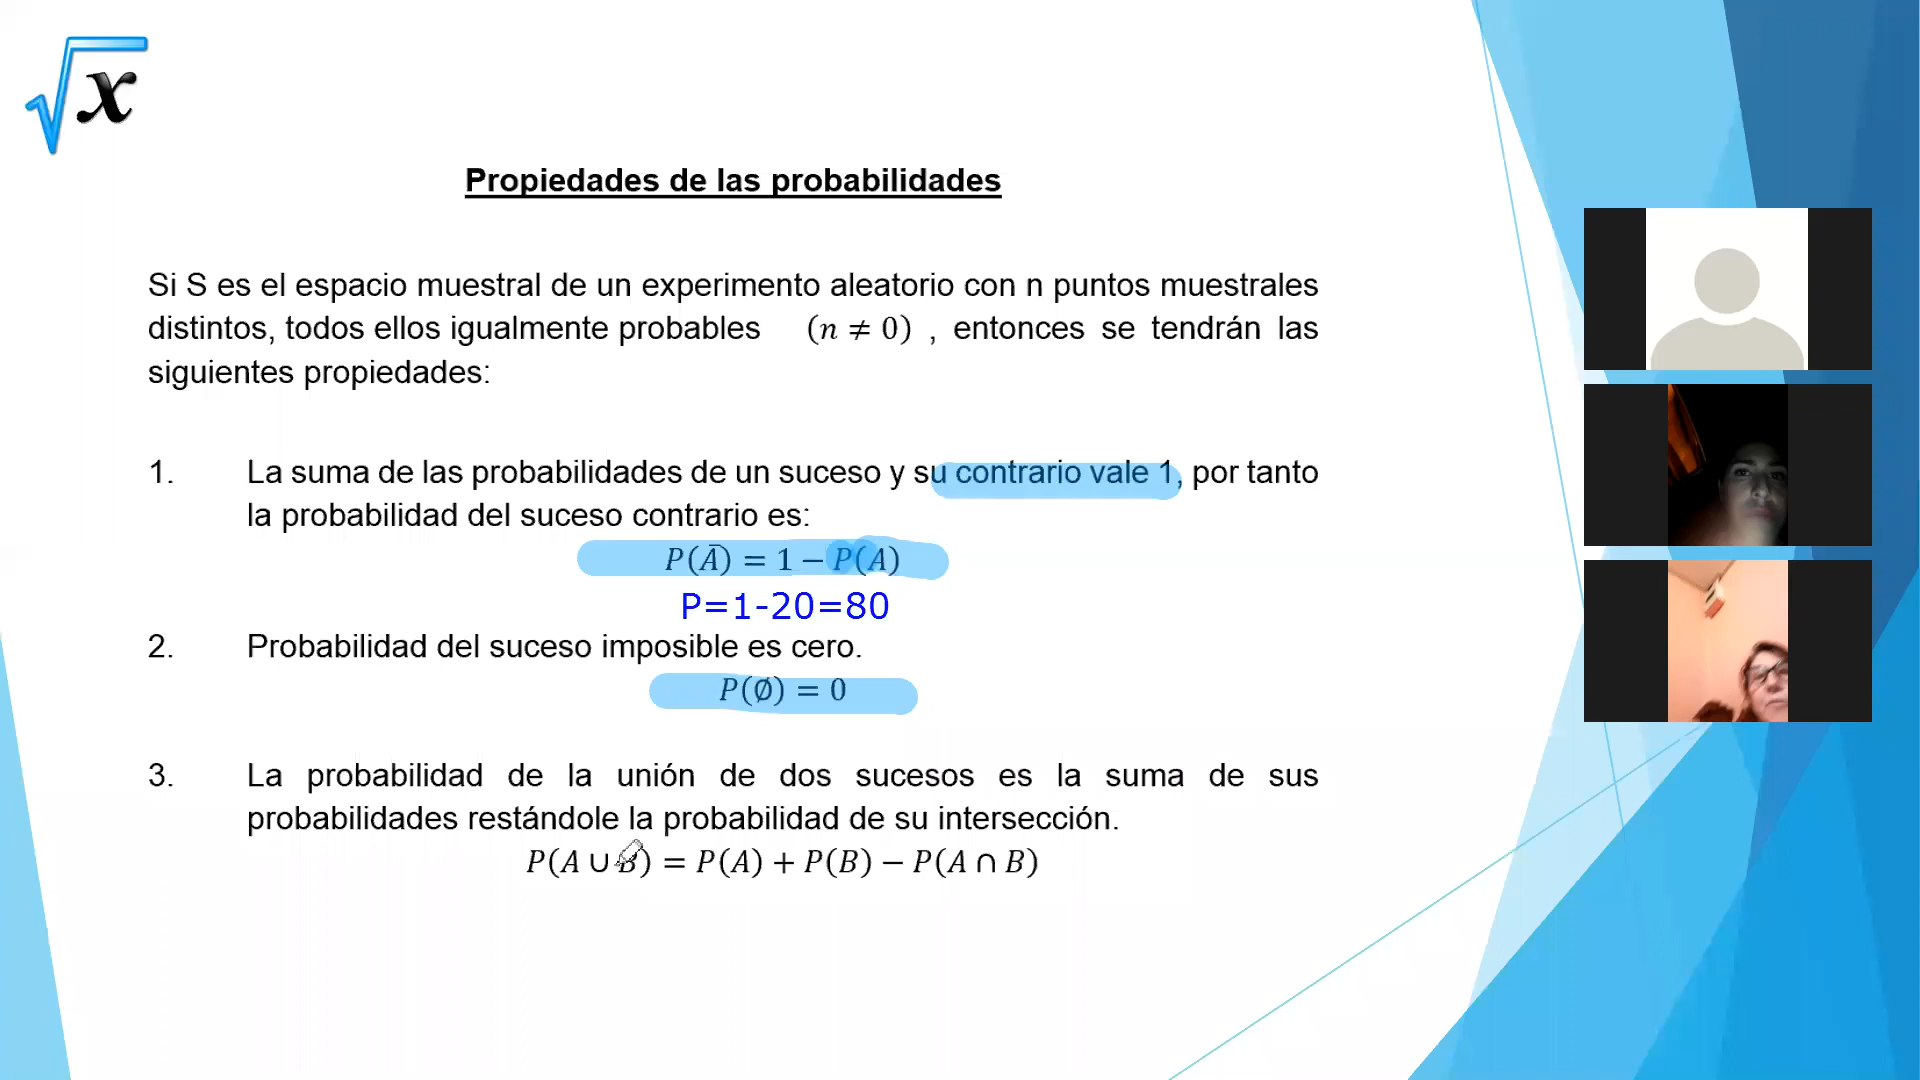 √x
Propiedades de las probabilidades
Si S es el espacio muestral de un experimento aleatorio con n puntos muestrales
distintos, todos ellos igualmente probables (n ≠ 0) , entonces se tendrán las
siguientes propiedades:
1. La suma de las probabilidades de un suceso y su contrario vale 1, por tanto
la probabilidad del suceso contrario es:
P(Ā) = 1 − P(A)
P=1-20=80
2. Probabilidad del suceso imposible es cero.
P(∅) = 0
3. La probabilidad de la unión de dos sucesos es la suma de sus
probabilidades restándole la probabilidad de su intersección.
P(A ∪ B) = P(A) + P(B) − P(A ∩ B)